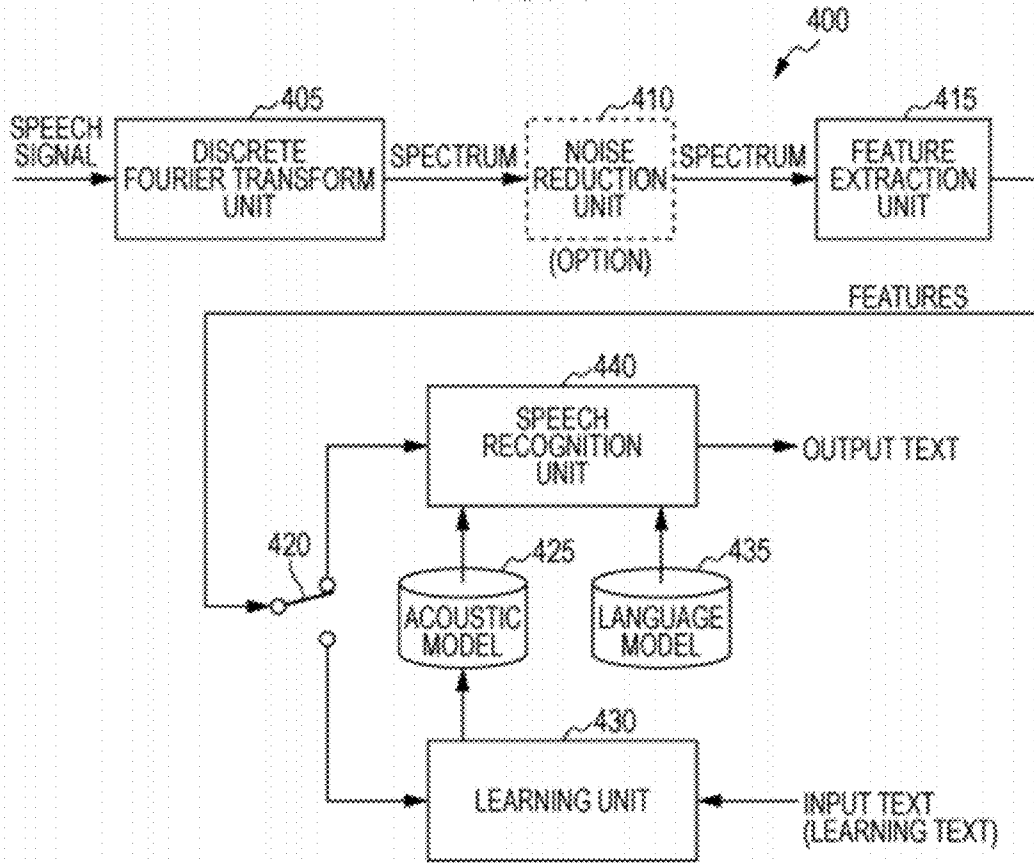 400
405
410
415
SPEECH
SIGNAL
DISCRETE
FOURIER TRANSFORM
UNIT
SPECTRUM
NOISE
REDUCTION
UNIT
SPECTRUM
FEATURE
EXTRACTION
UNIT
(OPTION)
FEATURES
440
SPEECH
RECOGNITION
UNIT
OUTPUT TEXT
420
425
435
ACOUSTIC
MODEL
LANGUAGE
MODEL
430
LEARNING UNIT
INPUT TEXT
(LEARNING TEXT)